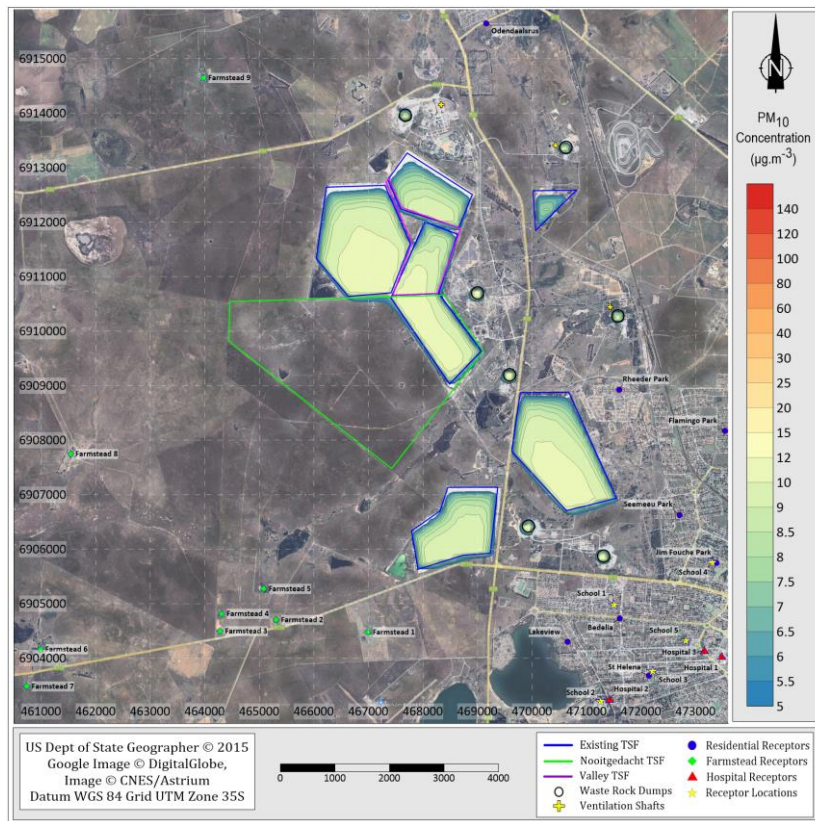 Odendaalsrus
6915000
Farmstead 9
6914000
6913000
6912000
6911000
6910000
6909000
Rheeder Park
Flamingo Park
6908000
Farmstead 8
6907000
Seemeeu Park
6906000
Jim Fouche Park
School 4
Farmstead 5
School 1
6905000
Farmstead 4
Farmstead 2
Bedelia
Farmstead 3
Farmstead 1
School 5
Lakeview
Farmstead 6
6904000
Hospital 3
Hospital 1
St Helena
School 3
Farmstead 7
School 2
Hospital 2
461000 462000 463000 464000 465000 466000 467000 468000 469000 470000 471000 472000 473000
N
PM10
Concentration
(µg.m-3)
140
120
100
80
60
40
30
25
20
15
12
10
9
8.5
8
7
6.5
6
5.5
5
US Dept of State Geographer © 2015
Google Image © DigitalGlobe,
Image © CNES/Astrium
Datum WGS 84 Grid UTM Zone 35S
0 1000 2000 3000 4000
Existing TSF
Nooitgedacht TSF
Valley TSF
Waste Rock Dumps
Ventilation Shafts
Residential Receptors
Farmstead Receptors
Hospital Receptors
Receptor Locations